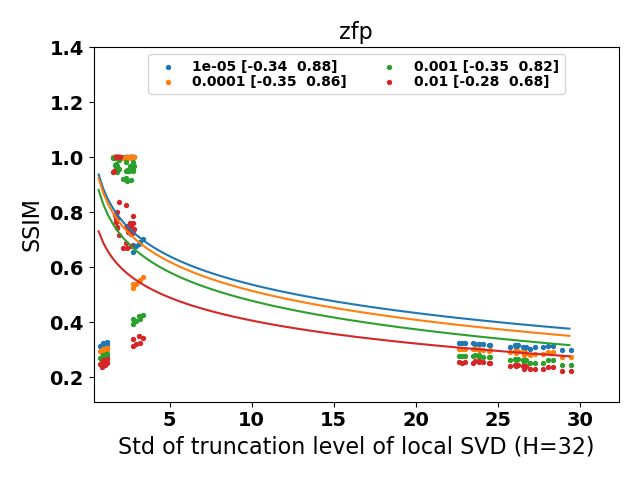 zfp
1e-05 [-0.34  0.88]
0.0001 [-0.35  0.86]
0.001 [-0.35  0.82]
0.01 [-0.28  0.68]
SSIM
1.4
1.2
1.0
0.8
0.6
0.4
0.2
5 10 15 20 25 30
Std of truncation level of local SVD (H=32)